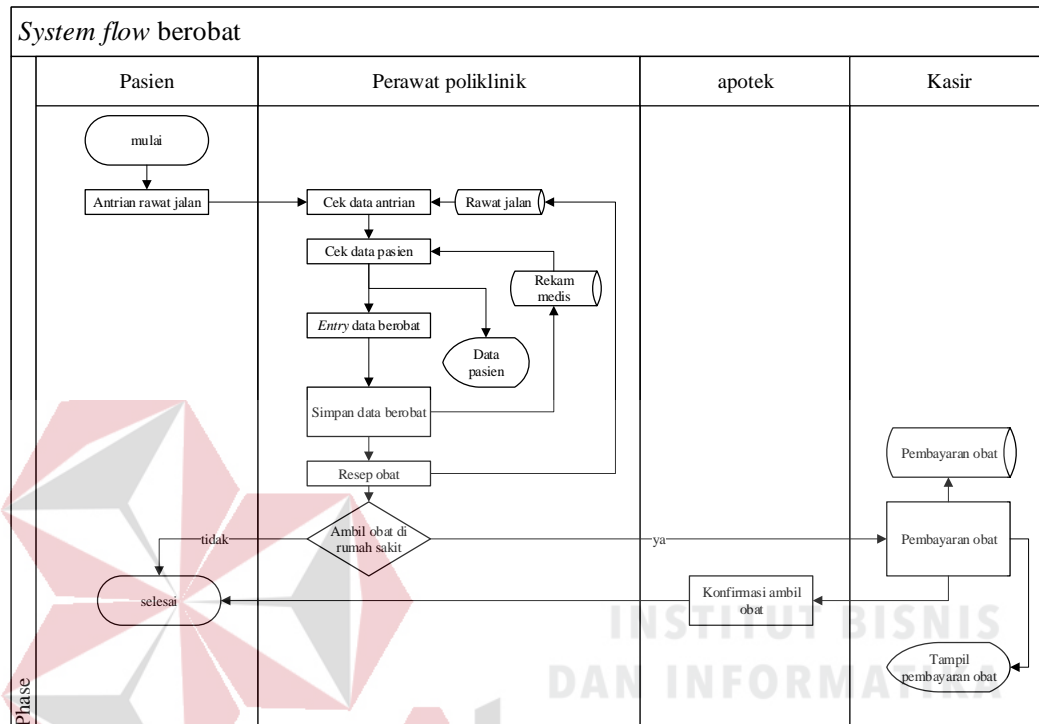 System flow berobat
Pasien
Perawat poliklinik
apotek
Kasir
mulai
Antrian rawat jalan
Cek data antrian
Rawat jalan
Cek data pasien
Rekam
medis
Entry data berobat
Data
pasien
Simpan data berobat
Resep obat
Pembayaran obat
Ambil obat di
rumah sakit
tidak
ya
Pembayaran obat
selesai
Konfirmasi ambil
obat
Tampil
pembayaran obat
Phase
INSTITUT BISNIS
DAN INFORMATIKA